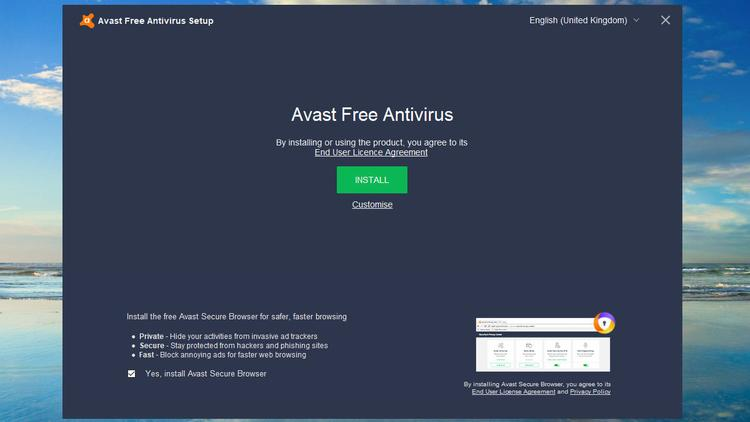 Avast Free Antivirus Setup
English (United Kingdom)
Avast Free Antivirus
By installing or using the product, you agree to its
End User Licence Agreement
INSTALL
Customise
Install the free Avast Secure Browser for safer, faster browsing
Private - Hide your activities from invasive ad trackers
Secure - Stay protected from hackers and phishing sites
Fast - Block annoying ads for faster web browsing
Yes, install Avast Secure Browser
By installing Avast Secure Browser, you agree to its
End User License Agreement and Privacy Policy